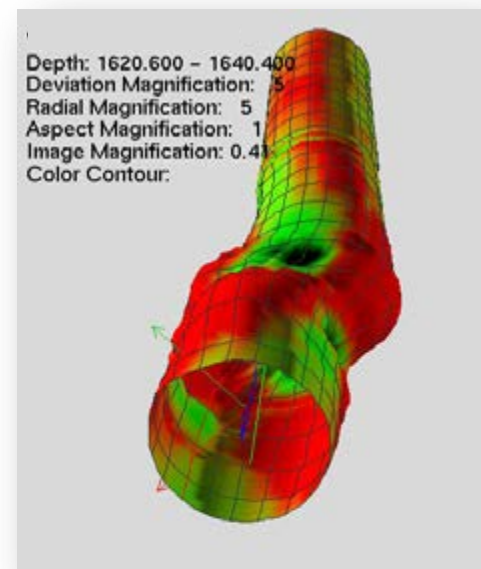 Depth: 1620.600 - 1640.400
Deviation Magnification: 5
Radial Magnification: 5
Aspect Magnification: 1
Image Magnification: 0.41
Color Contour: